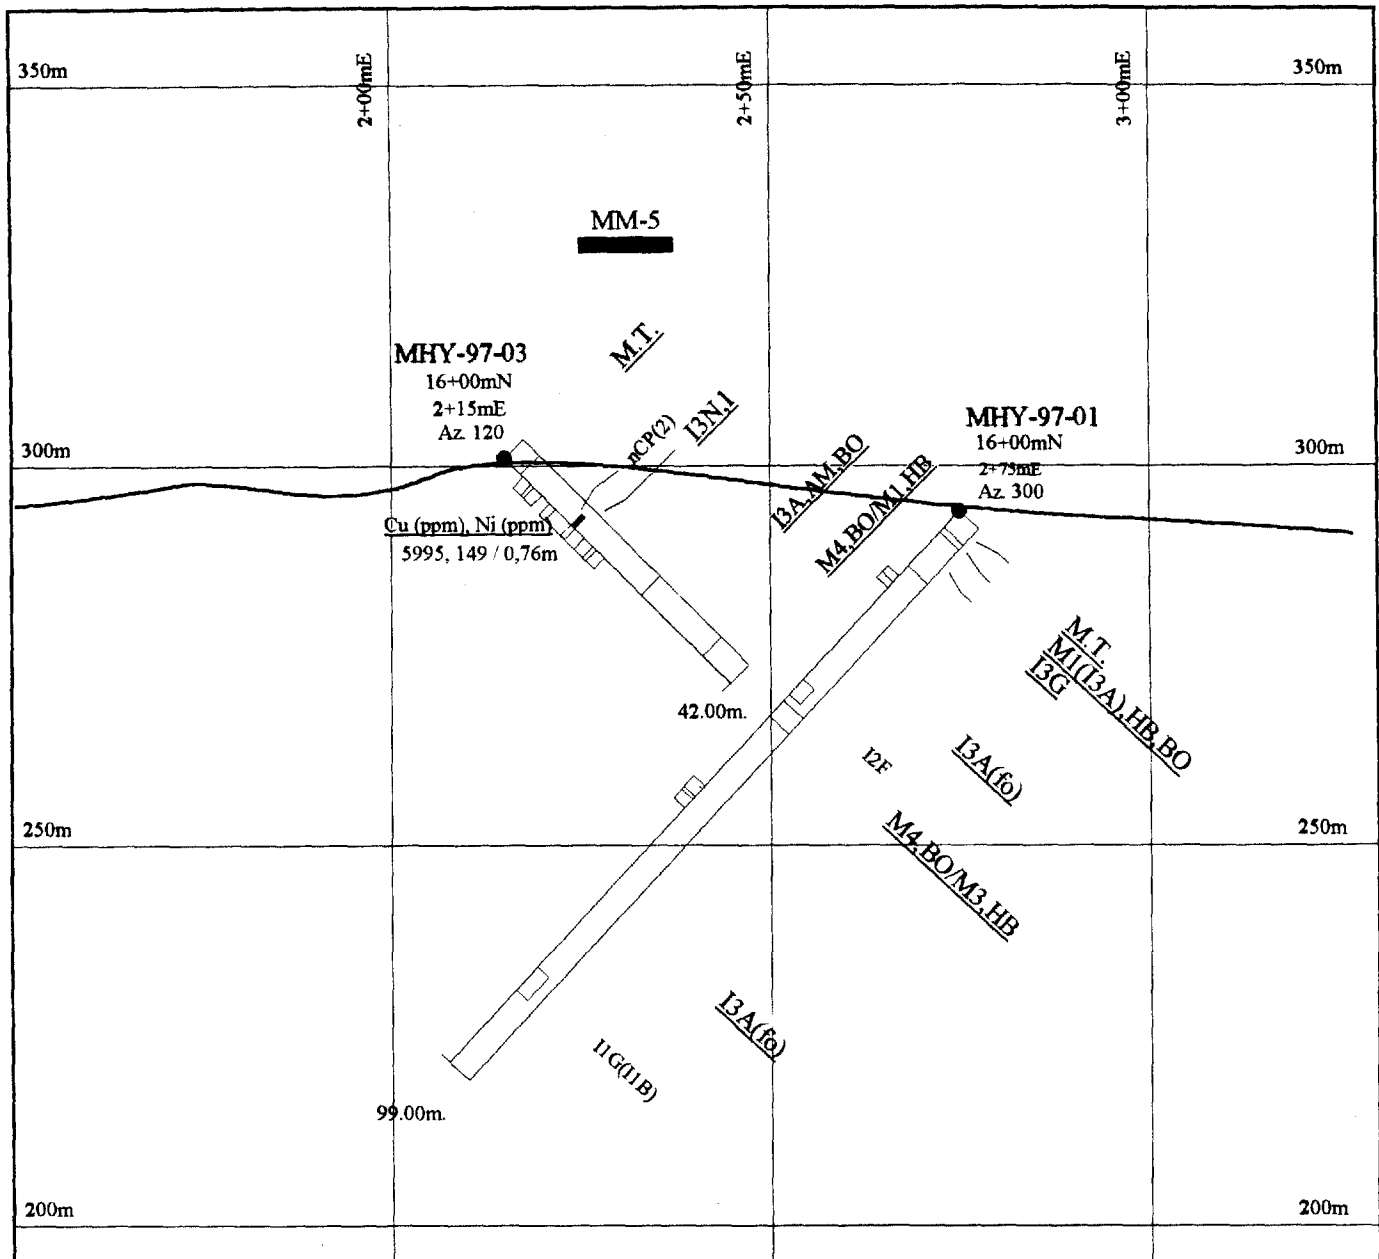 2+00mE
2+50mE
3+00mE
350m
350m
MM-5
M.T.
MHY-97-03
16+00mN
2+15mE
Az. 120
nCP(2)
I3N,1
MHY-97-01
16+00mN
2+75mE
Az. 300
300m
300m
I3A,AM,BO
M4,BO/M1,HB
Cu (ppm), Ni (ppm)
5995, 149 / 0,76m
M.T.
M1(I3A),HB,BO
I3G
42.00m.
I2F
I3A(fo)
250m
250m
M4,BO/M3,HB
I3A(fo)
I1G(I1B)
99.00m.
200m
200m